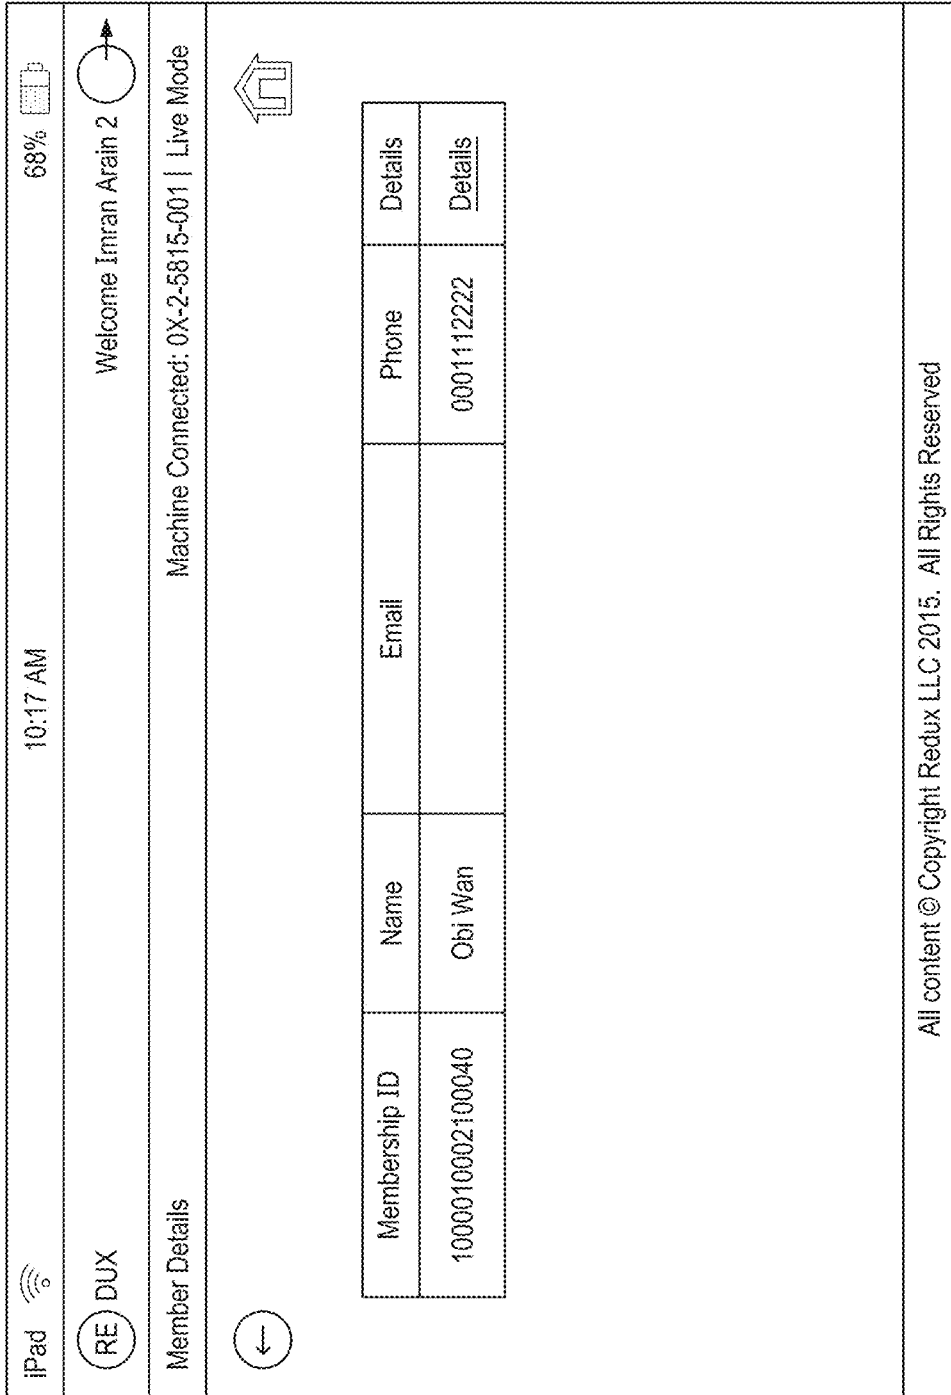 iPad 10:17 AM 68%
RE DUX Welcome Imran Arain 2
Member Details Machine Connected: 0X-2-5815-001 | Live Mode
Membership ID Name Email Phone Details
1000010002100040 Obi Wan 0001112222 Details
All content © Copyright Redux LLC 2015. All Rights Reserved